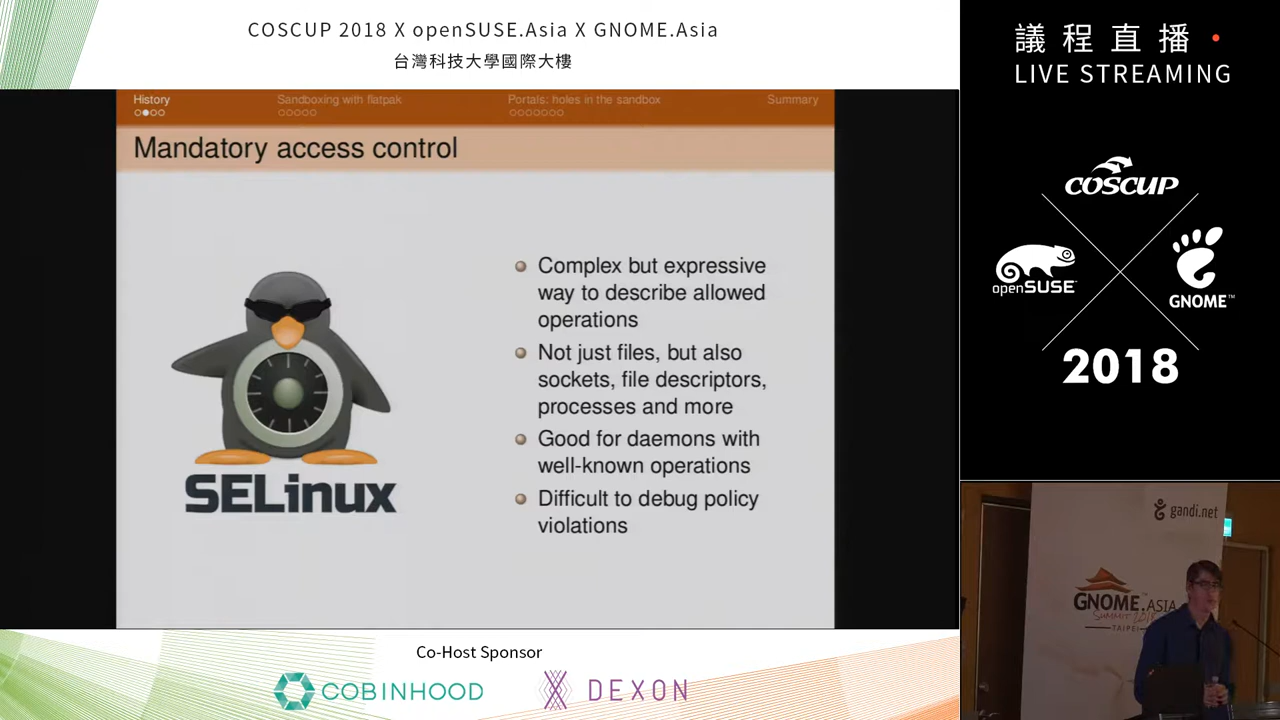 COSCUP 2018 X openSUSE.Asia X GNOME.Asia
台灣科技大學國際大樓
議程直播
LIVE STREAMING
History
Sandboxing with flatpak
Portals: holes in the sandbox
Summary
Mandatory access control
Complex but expressive
way to describe allowed
operations
Not just files, but also
sockets, file descriptors,
processes and more
Good for daemons with
well-known operations
Difficult to debug policy
violations
SELinux
COSCUP
openSUSE
GNOME
2018
gandi.net
GNOME.ASIA
SUMMIT 2018
TAIPEI
Co-Host Sponsor
COBINHOOD
DEXON